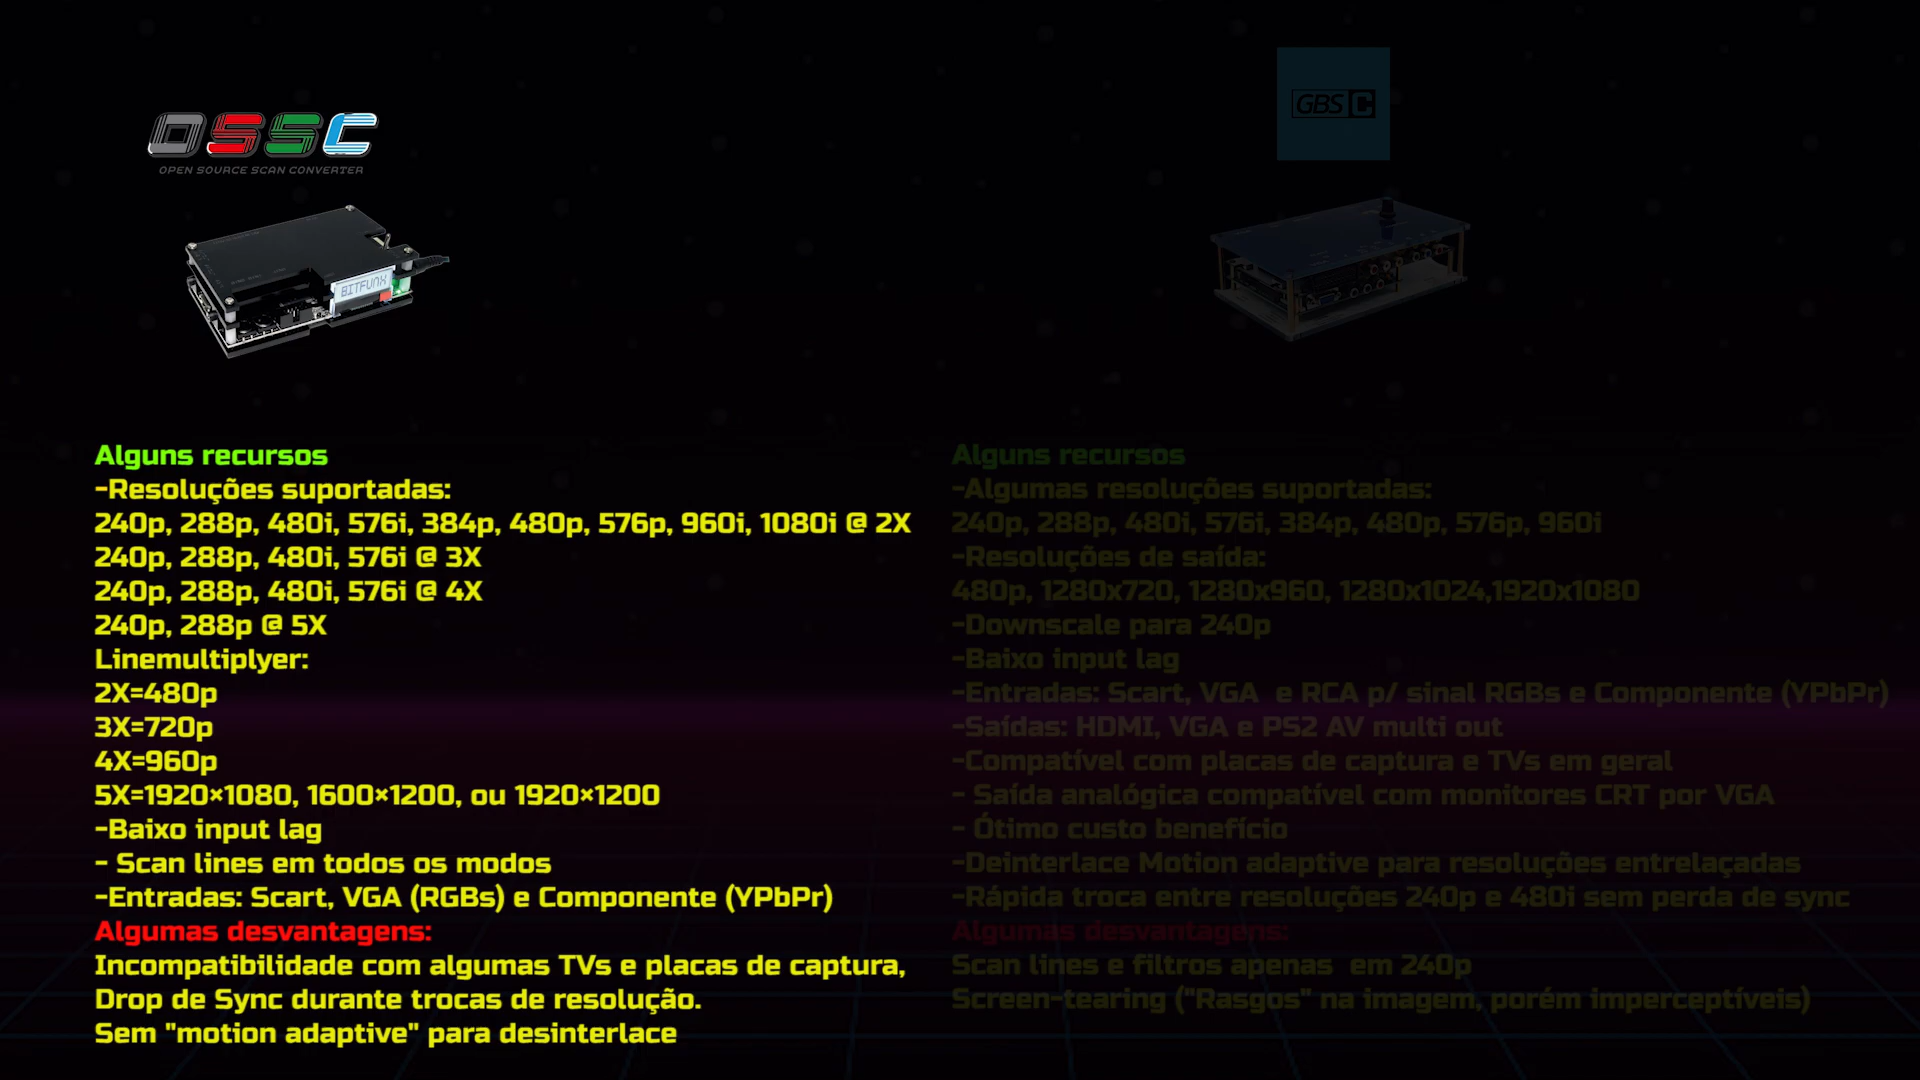 OSSC
OPEN SOURCE SCAN CONVERTER
BITFUNX
Alguns recursos
-Resoluções suportadas:
240p, 288p, 480i, 576i, 384p, 480p, 576p, 960i, 1080i @ 2X
240p, 288p, 480i, 576i @ 3X
240p, 288p, 480i, 576i @ 4X
240p, 288p @ 5X
Linemultiplyer:
2X=480p
3X=720p
4X=960p
5X=1920×1080, 1600×1200, ou 1920×1200
-Baixo input lag
- Scan lines em todos os modos
-Entradas: Scart, VGA (RGBs) e Componente (YPbPr)
Algumas desvantagens:
Incompatibilidade com algumas TVs e placas de captura,
Drop de Sync durante trocas de resolução.
Sem "motion adaptive" para desinterlace
GBS C
Alguns recursos
-Algumas resoluções suportadas:
240p, 288p, 480i, 576i, 384p, 480p, 576p, 960i
-Resoluções de saída:
480p, 1280x720, 1280x960, 1280x1024,1920x1080
-Downscale para 240p
-Baixo input lag
-Entradas: Scart, VGA  e RCA p/ sinal RGBs e Componente (YPbPr)
-Saídas: HDMI, VGA e PS2 AV multi out
-Compatível com placas de captura e TVs em geral
- Saída analógica compatível com monitores CRT por VGA
- Ótimo custo benefício
-Deinterlace Motion adaptive para resoluções entrelaçadas
-Rápida troca entre resoluções 240p e 480i sem perda de sync
Algumas desvantagens:
Scan lines e filtros apenas  em 240p
Screen-tearing ("Rasgos" na imagem, porém imperceptíveis)